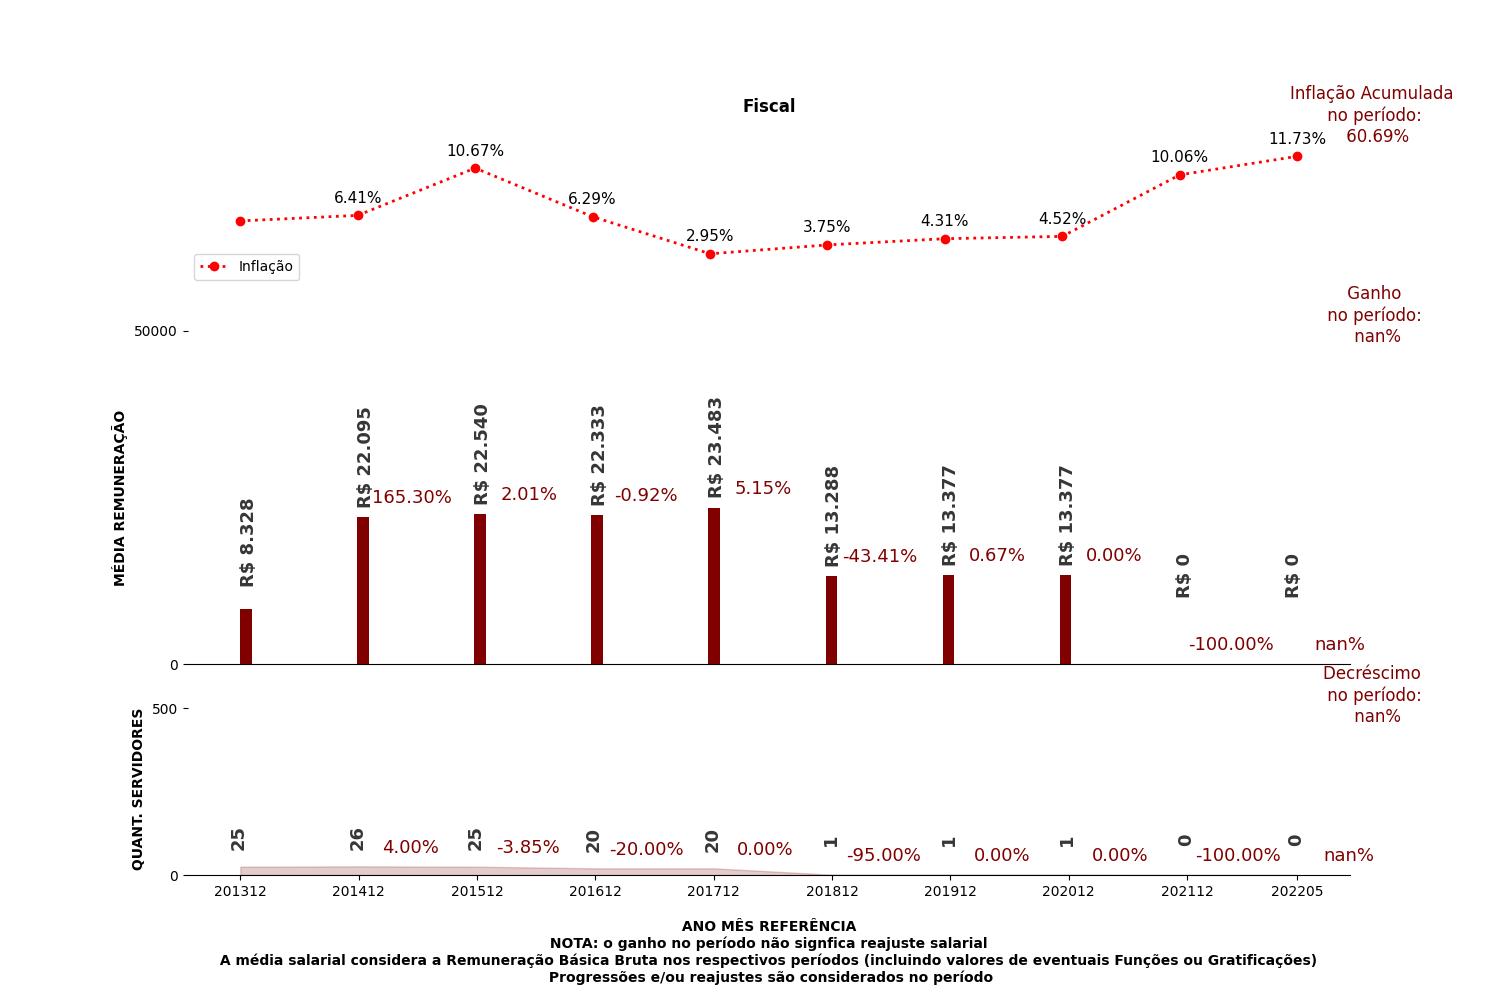 Fiscal
Inflação Acumulada
no período:
60.69%
6.41%
10.67%
6.29%
2.95%
3.75%
4.31%
4.52%
10.06%
11.73%
Inflação
Ganho
no período:
nan%
50000
0
MÉDIA REMUNERAÇÃO
R$ 8.328
R$ 22.095
R$ 22.540
R$ 22.333
R$ 23.483
R$ 13.288
R$ 13.377
R$ 13.377
R$ 0
R$ 0
165.30%
2.01%
-0.92%
5.15%
-43.41%
0.67%
0.00%
-100.00%
nan%
Decréscimo
no período:
nan%
500
0
QUANT. SERVIDORES
25
26
25
20
20
1
1
1
0
0
4.00%
-3.85%
-20.00%
0.00%
-95.00%
0.00%
0.00%
-100.00%
nan%
201312
201412
201512
201612
201712
201812
201912
202012
202112
202205
ANO MÊS REFERÊNCIA
NOTA: o ganho no período não signfica reajuste salarial
A média salarial considera a Remuneração Básica Bruta nos respectivos períodos (incluindo valores de eventuais Funções ou Gratificações)
Progressões e/ou reajustes são considerados no período